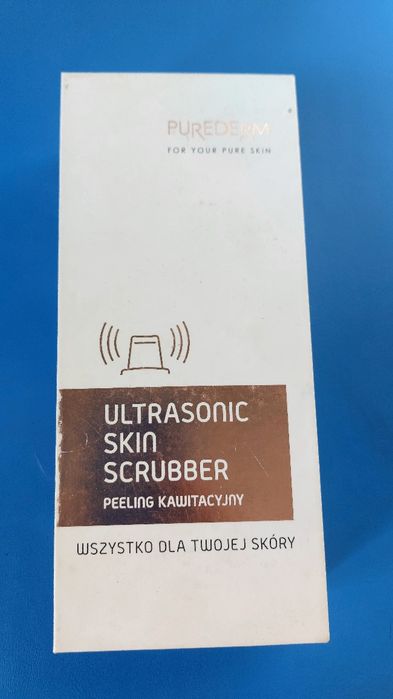 PUREDERM
FOR YOUR PURE SKIN
ULTRASONIC
SKIN
SCRUBBER
PEELING KAWITACYJNY
WSZYSTKO DLA TWOJEJ SKÓRY